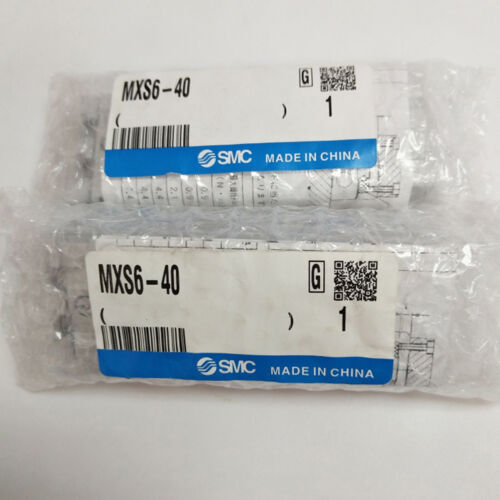 MXS6-40
G
( ) 1
SMC MADE IN CHINA
MXS6-40
G
( ) 1
SMC MADE IN CHINA